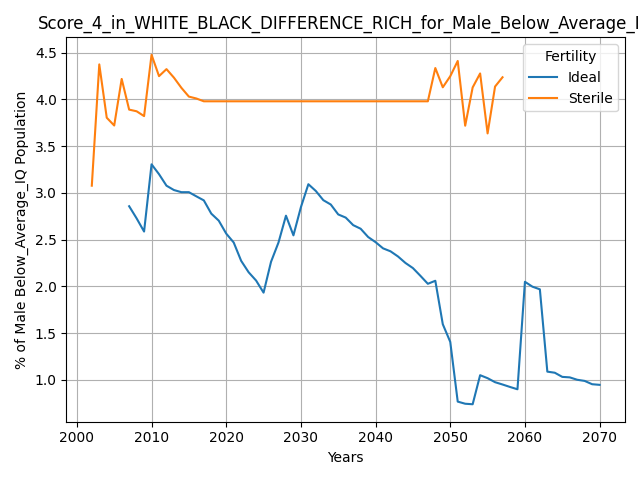 Score_4_in_WHITE_BLACK_DIFFERENCE_RICH_for_Male_Below_Average_I
% of Male Below_Average_IQ Population
4.5
4.0
3.5
3.0
2.5
2.0
1.5
1.0
Fertility
Ideal
Sterile
2000 2010 2020 2030 2040 2050 2060 2070
Years